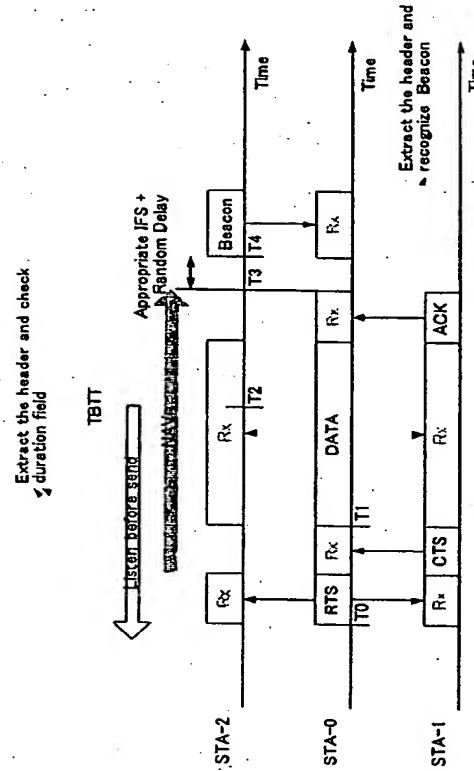 Extract the header and check
duration field
TBTT
Listen before send
NAV
Appropriate IFS +
Random Delay
STA-2
Rx
Rx
T2
T3
T4
Beacon
Time
STA-0
RTS
T0
Rx
T1
DATA
Rx
Rx
Time
Extract the header and
recognize Beacon
STA-1
Rx
CTS
Rx
ACK
Time